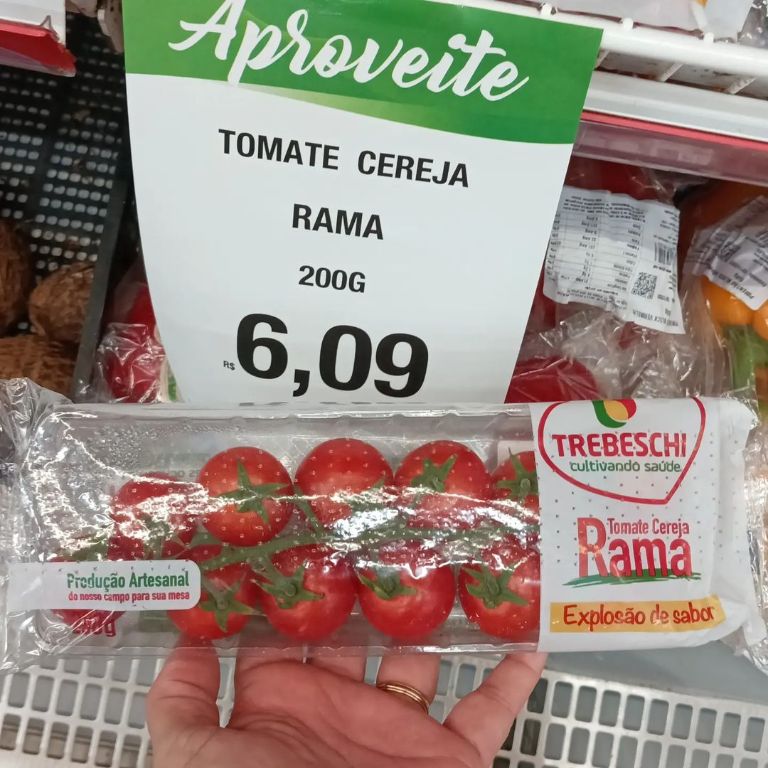 Aproveite
TOMATE CEREJA
RAMA
200G
R$ 6,09
TREBESCHI
cultivando saúde
Tomate Cereja
Rama
Explosão de sabor
Produção Artesanal
do nosso campo para sua mesa
200g